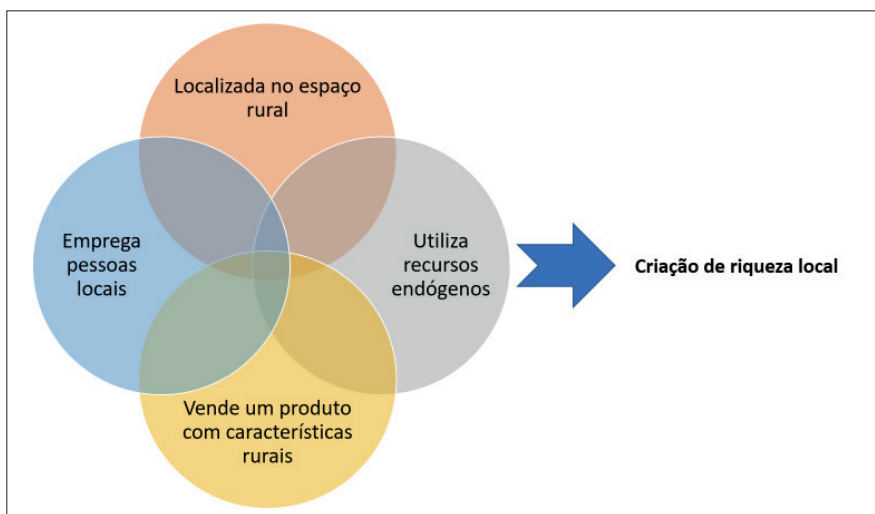 Localizada no espaço
rural
Emprega
pessoas
locais
Utiliza
recursos
endógenos
Criação de riqueza local
Vende um produto
com características
rurais